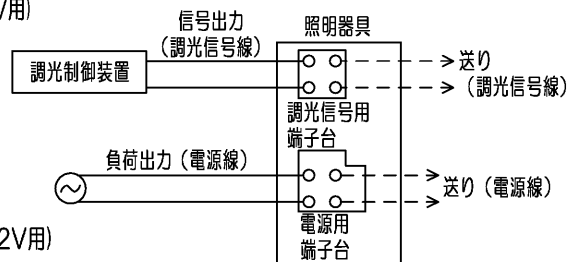 V用)
信号出力
(調光信号線)
照明器具
調光制御装置
送り
(調光信号線)
調光信号用
端子台
負荷出力(電源線)
送り(電源線)
2V用)
電源用
端子台